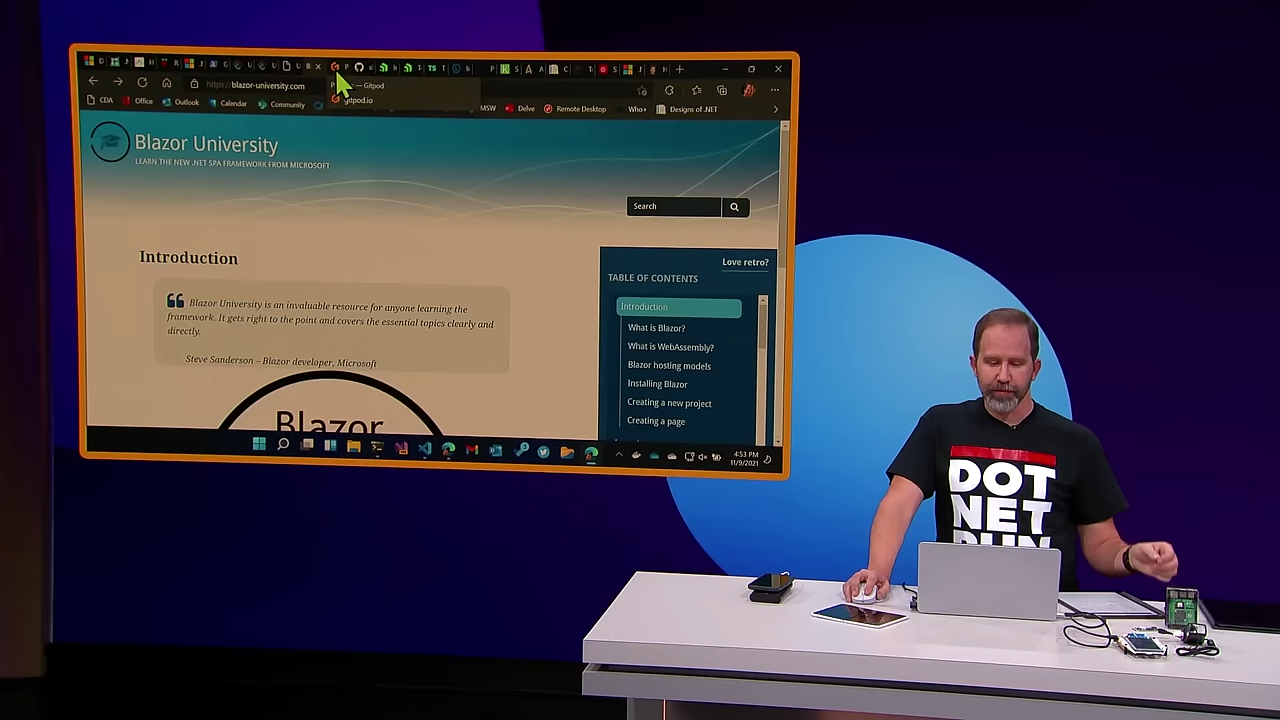 https://blazor-university.com
— Gitpod
gitpod.io
CDA
Office
Outlook
Calendar
Community
MSW
Delve
Remote Desktop
Who+
Designs of .NET
Blazor University
LEARN THE NEW .NET SPA FRAMEWORK FROM MICROSOFT
Search
Introduction
Love retro?
TABLE OF CONTENTS
Blazor University is an invaluable resource for anyone learning the
framework. It gets right to the point and covers the essential topics clearly and
directly.
Steve Sanderson – Blazor developer, Microsoft
Blazor
Introduction
What is Blazor?
What is WebAssembly?
Blazor hosting models
Installing Blazor
Creating a new project
Creating a page
4:53 PM
11/9/2021
DOT
NET
RUN